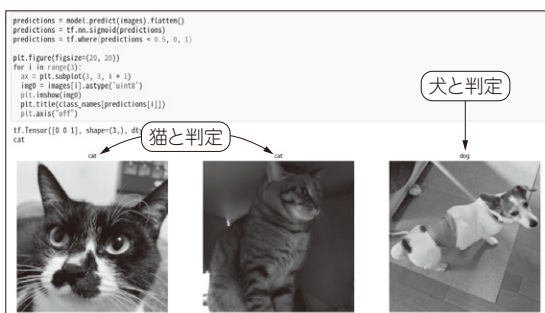 predictions = model.predict(images).flatten()
predictions = tf.nn.sigmoid(predictions)
predictions = tf.where(predictions < 0.5, 0, 1)
plt.figure(figsize=(20, 20))
for i in range(3):
ax = plt.subplot(3, 3, i + 1)
img0 = images[i].astype('uint8')
plt.imshow(img0)
plt.title(class_names[predictions[i]])
plt.axis("off")
犬と判定
tf.Tensor([0 0 1], shape=(3,), dty
cat
猫と判定
cat
cat
dog